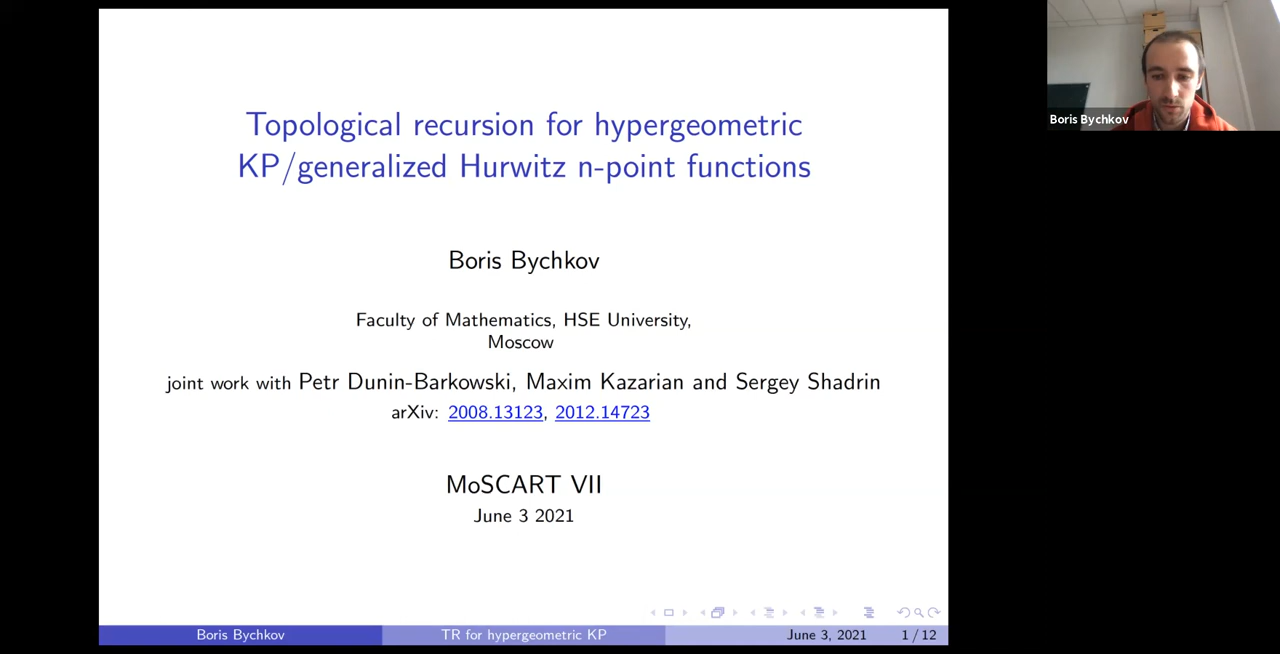 Topological recursion for hypergeometric
KP/generalized Hurwitz n-point functions
Boris Bychkov
Faculty of Mathematics, HSE University,
Moscow
joint work with Petr Dunin-Barkowski, Maxim Kazarian and Sergey Shadrin
arXiv: 2008.13123, 2012.14723
MoSCART VII
June 3 2021
Boris Bychkov TR for hypergeometric KP June 3, 2021 1 / 12
Boris Bychkov